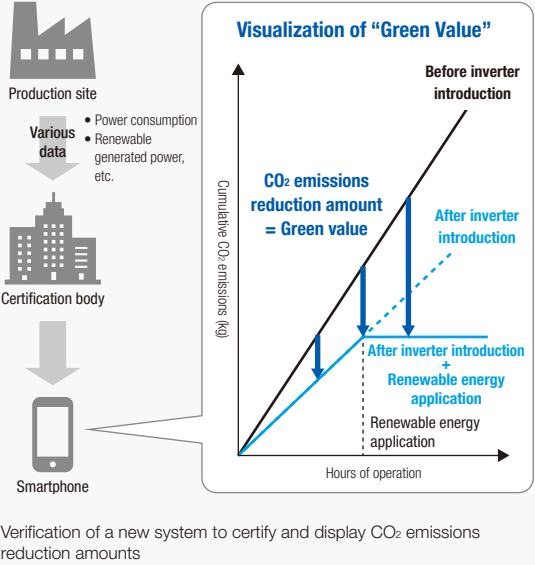 Visualization of “Green Value”
Production site
Various
data
• Power consumption
• Renewable
generated power,
etc.
Certification body
Smartphone
Before inverter
introduction
CO2 emissions
reduction amount
= Green value
After inverter
introduction
Cumulative CO2 emissions (kg)
After inverter introduction
+
Renewable energy
application
Renewable energy
application
Hours of operation
Verification of a new system to certify and display CO2 emissions
reduction amounts